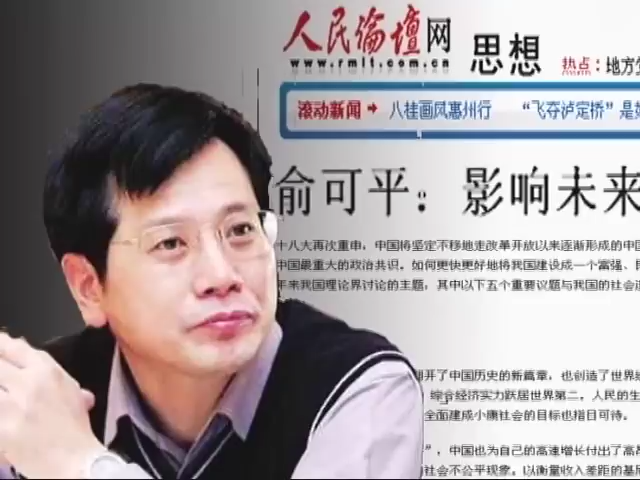 人民论坛网
www.rmlt.com.cn
思想
热点：地方
滚动新闻 八桂画风惠州行 “飞夺泸定桥”是
俞可平：影响未来
十八大再次重申，中国将坚定不移地走改革开放以来逐渐形成的中国
中国最重大的政治共识。如何更快更好地将我国建设成一个富强、
年来我国理论界讨论的主题，其中以下五个重要议题与我国的社会
开了中国历史的新篇章，也创造了世界
综合经济实力跃居世界第二。人民的生
全面建成小康社会的目标也指日可待。
”，中国也为自己的高速增长付出了高
社会不公平现象。以衡量收入差距的基